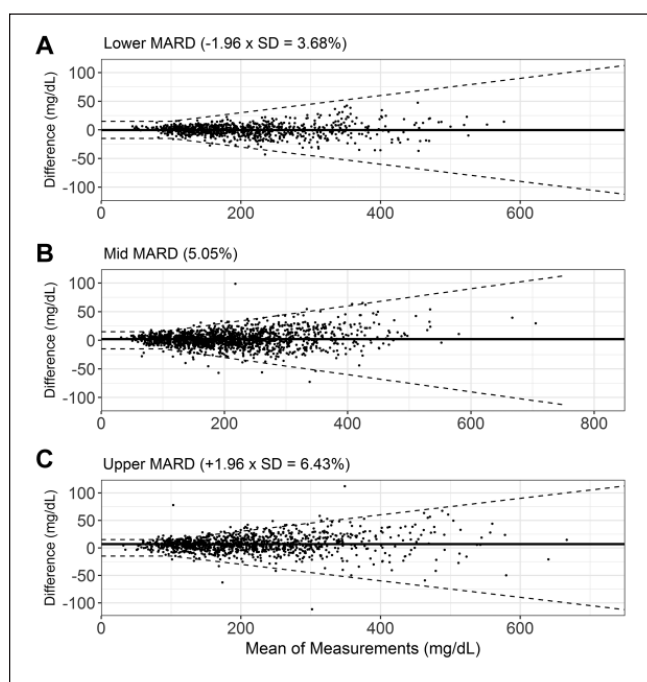 A
Lower MARD (-1.96 x SD = 3.68%)
Difference (mg/dL)
100
50
0
-50
-100
0 200 400 600
B
Mid MARD (5.05%)
Difference (mg/dL)
100
50
0
-50
-100
0 200 400 600 800
C
Upper MARD (+1.96 x SD = 6.43%)
Difference (mg/dL)
100
50
0
-50
-100
0 200 400 600
Mean of Measurements (mg/dL)